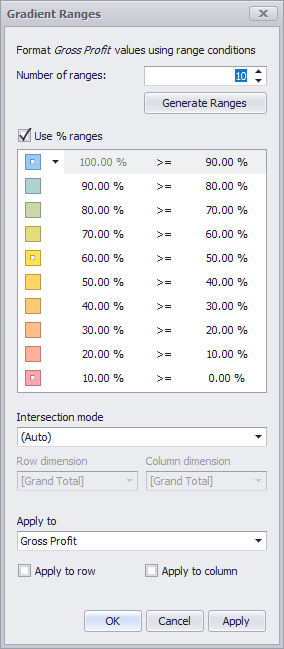 Gradient Ranges
Format Gross Profit values using range conditions
Number of ranges: 10
Generate Ranges
Use % ranges
100.00 % >= 90.00 %
90.00 % >= 80.00 %
80.00 % >= 70.00 %
70.00 % >= 60.00 %
60.00 % >= 50.00 %
50.00 % >= 40.00 %
40.00 % >= 30.00 %
30.00 % >= 20.00 %
20.00 % >= 10.00 %
10.00 % >= 0.00 %
Intersection mode
(Auto)
Row dimension Column dimension
[Grand Total] [Grand Total]
Apply to
Gross Profit
Apply to row Apply to column
OK Cancel Apply